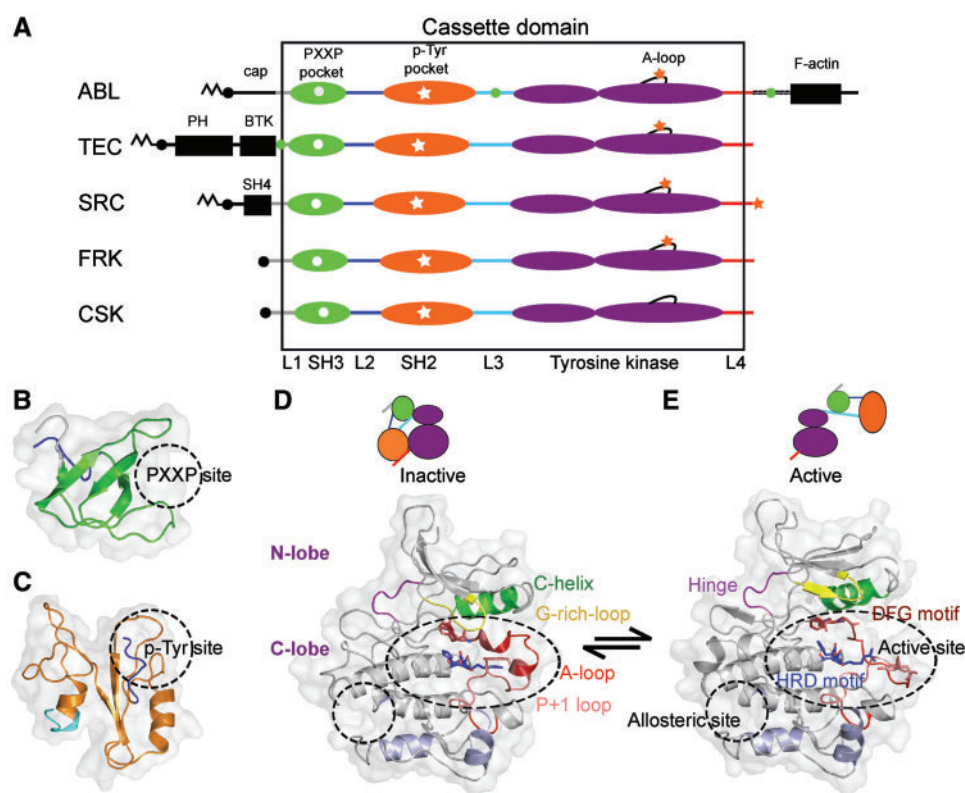 A
Cassette domain
cap
PXXP pocket
p-Tyr pocket
A-loop
F-actin
ABL
PH
BTK
TEC
SH4
SRC
FRK
CSK
L1 SH3 L2 SH2 L3 Tyrosine kinase L4
B
PXXP site
C
p-Tyr site
D
Inactive
N-lobe
C-helix
G-rich-loop
C-lobe
A-loop
P+1 loop
E
Active
Hinge
DFG motif
Active site
HRD motif
Allosteric site